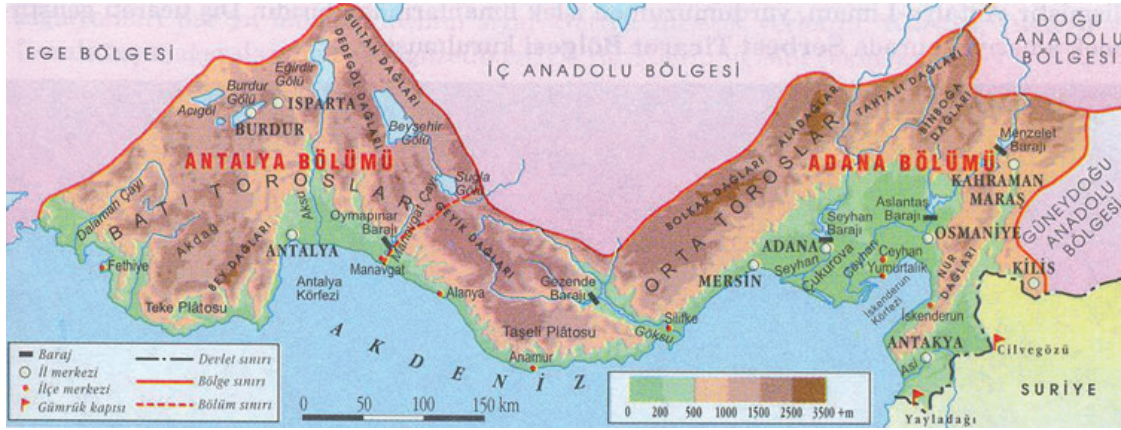 EGE BÖLGESİ
İÇ ANADOLU BÖLGESİ
DOĞU
ANADOLU
BÖLGESİ
GÜNEYDOĞU
ANADOLU
BÖLGESİ
SURİYE
ANTALYA BÖLÜMÜ
ADANA BÖLÜMÜ
BATI TOROSLAR
ORTA TOROSLAR
SULTAN DAĞLARI
DEDEGÖL DAĞLARI
Eğirdir
Gölü
Burdur
Gölü
Acıgöl
ISPARTA
BURDUR
Beyşehir
Gölü
Suğla
Gölü
Dalaman Çayı
Akdağ
BEY DAĞLARI
Aksu
Oymapınar
Barajı
Manavgat Çayı
GEYİK DAĞLARI
ANTALYA
Manavgat
Fethiye
Teke Plâtosu
Antalya
Körfezi
Alanya
Gezende
Barajı
Taşeli Plâtosu
Anamur
Göksu
Silifke
AKDENİZ
BOLKAR DAĞLARI
ALADAĞLAR
TAHTALI DAĞLARI
BİNBOĞA
DAĞLARI
Menzelet
Barajı
KAHRAMAN
MARAŞ
Aslantaş
Barajı
Seyhan
Barajı
ADANA
Seyhan
MERSİN
Çukurova
Ceyhan
Ceyhan
Yumurtalık
OSMANİYE
NUR
DAĞLARI
KİLİS
İskenderun
Körfezi
İskenderun
ANTAKYA
Asi
Cilvegözü
Yayladağı
Baraj
İl merkezi
İlçe merkezi
Gümrük kapısı
Devlet sınırı
Bölge sınırı
Bölüm sınırı
0 50 100 150 km
0 200 500 1000 1500 2500 3500 +m